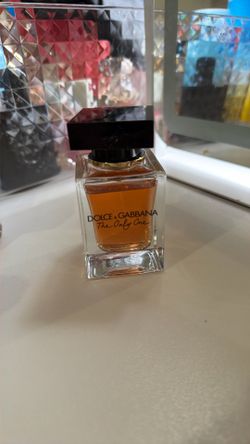 DOLCE & GABBANA
The Only One